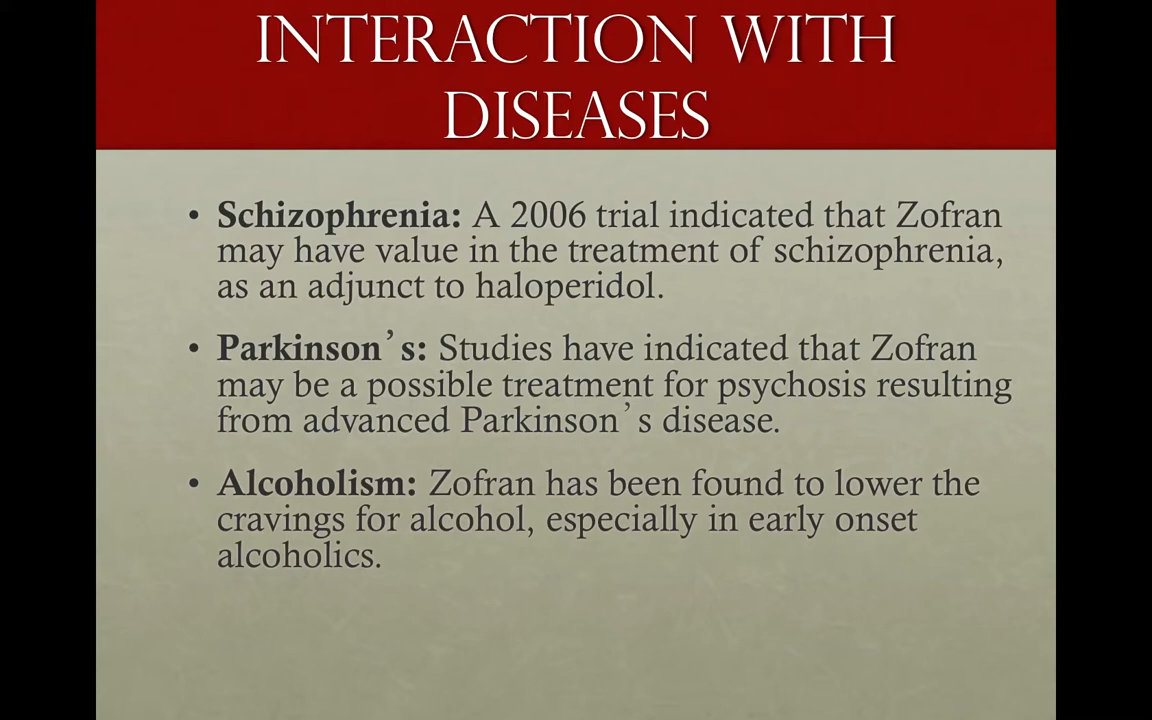 INTERACTION WITH
DISEASES
• Schizophrenia: A 2006 trial indicated that Zofran
may have value in the treatment of schizophrenia,
as an adjunct to haloperidol.
• Parkinson’s: Studies have indicated that Zofran
may be a possible treatment for psychosis resulting
from advanced Parkinson’s disease.
• Alcoholism: Zofran has been found to lower the
cravings for alcohol, especially in early onset
alcoholics.